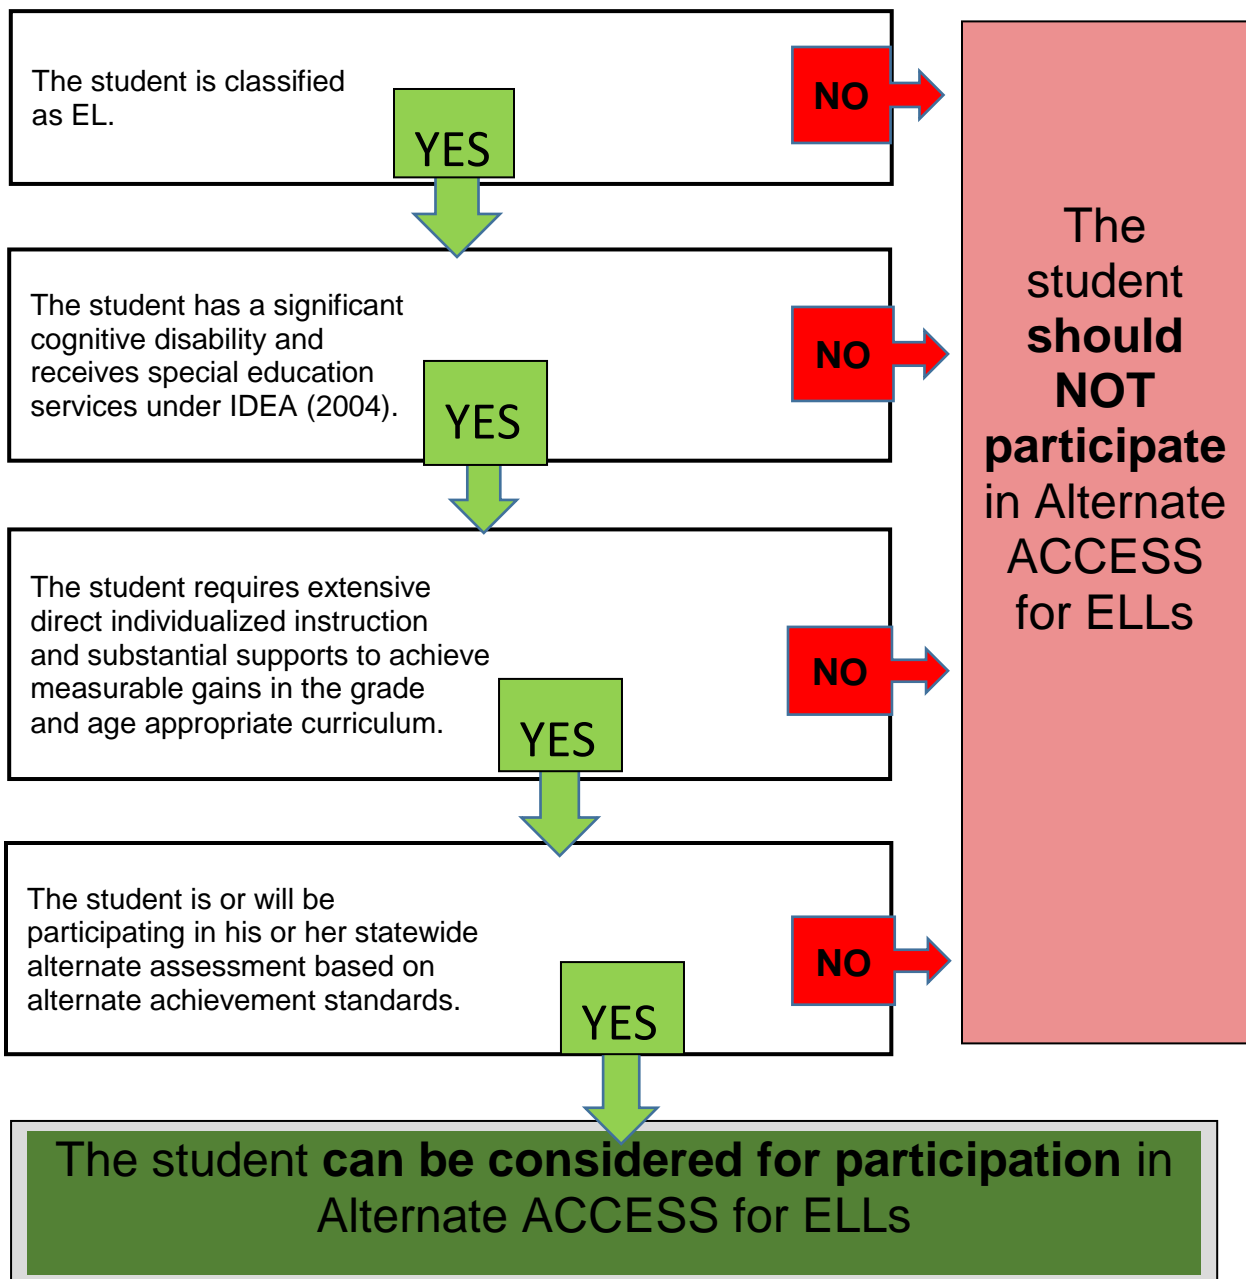 The student is classified
as EL.
YES
NO
The student has a significant
cognitive disability and
receives special education
services under IDEA (2004).
YES
NO
The student requires extensive
direct individualized instruction
and substantial supports to achieve
measurable gains in the grade
and age appropriate curriculum.
YES
NO
The student is or will be
participating in his or her statewide
alternate assessment based on
alternate achievement standards.
YES
NO
The
student
should
NOT
participate
in Alternate
ACCESS
for ELLs
The student can be considered for participation in
Alternate ACCESS for ELLs